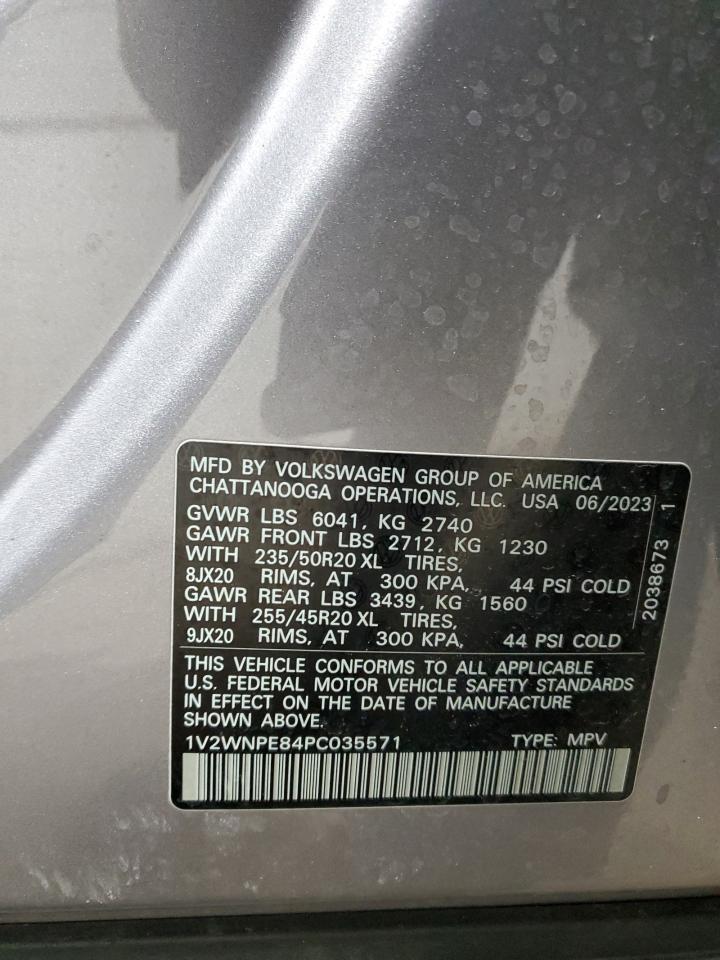 MFD BY VOLKSWAGEN GROUP OF AMERICA
CHATTANOOGA OPERATIONS, LLC. USA 06/2023
GVWR LBS 6041, KG 2740
GAWR FRONT LBS 2712, KG 1230
WITH 235/50R20 XL TIRES,
8JX20 RIMS, AT 300 KPA, 44 PSI COLD
GAWR REAR LBS 3439, KG 1560
WITH 255/45R20 XL TIRES,
9JX20 RIMS, AT 300 KPA, 44 PSI COLD
THIS VEHICLE CONFORMS TO ALL APPLICABLE
U.S. FEDERAL MOTOR VEHICLE SAFETY STANDARDS
IN EFFECT ON THE DATE OF MANUFACTURE
SHOWN ABOVE.
1V2WNPE84PC035571 TYPE: MPV
2038673 1